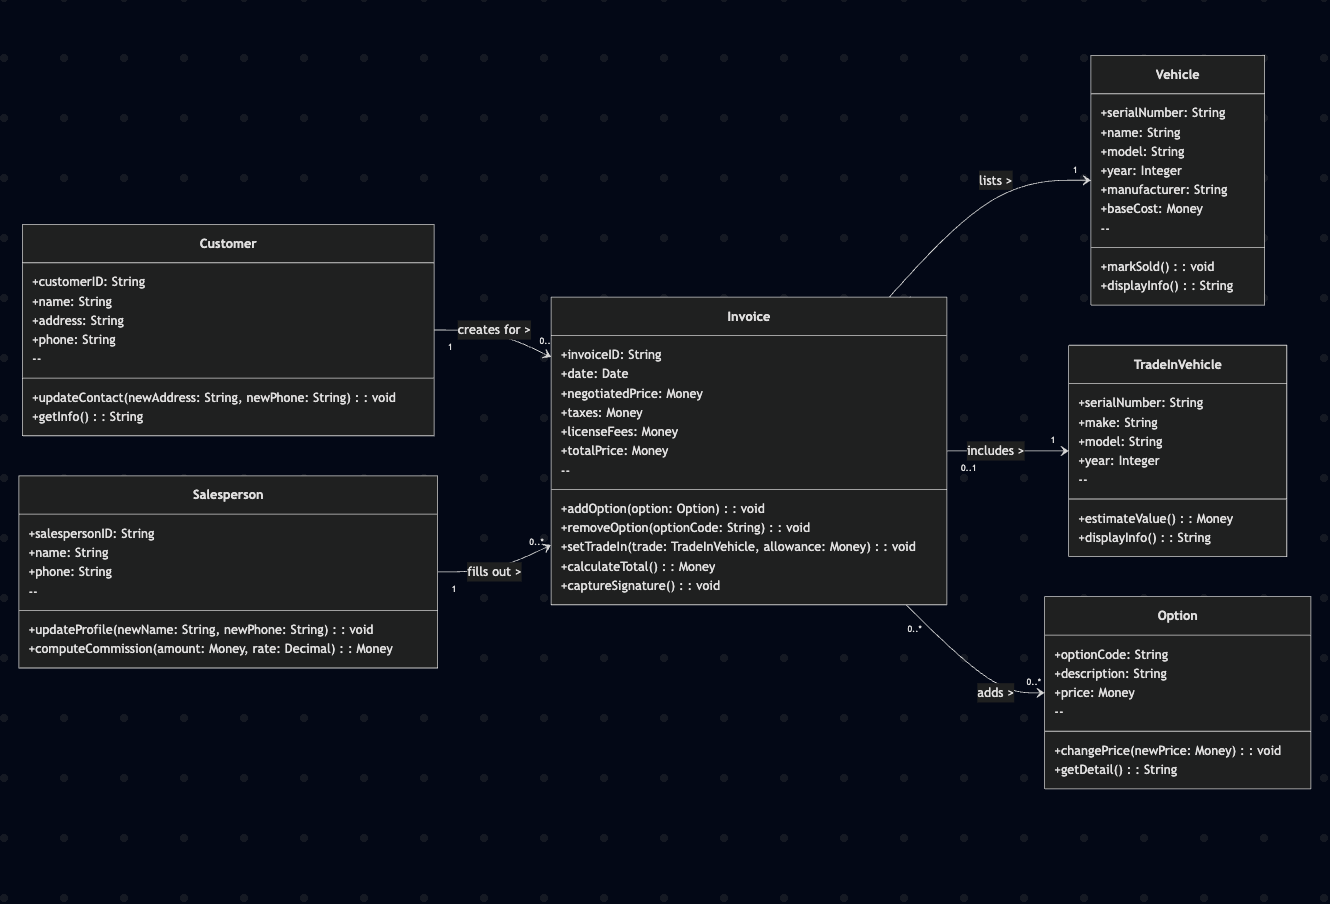 Vehicle
+serialNumber: String
+name: String
+model: String
+year: Integer
+manufacturer: String
+baseCost: Money
--
+markSold() : : void
+displayInfo() : : String
lists >
1
Customer
+customerID: String
+name: String
+address: String
+phone: String
--
+updateContact(newAddress: String, newPhone: String) : : void
+getInfo() : : String
creates for >
1
0..
Invoice
+invoiceID: String
+date: Date
+negotiatedPrice: Money
+taxes: Money
+licenseFees: Money
+totalPrice: Money
--
+addOption(option: Option) : : void
+removeOption(optionCode: String) : : void
+setTradeIn(trade: TradeInVehicle, allowance: Money) : : void
+calculateTotal() : : Money
+captureSignature() : : void
TradeInVehicle
+serialNumber: String
+make: String
+model: String
+year: Integer
--
+estimateValue() : : Money
+displayInfo() : : String
includes >
0..1
1
Salesperson
+salespersonID: String
+name: String
+phone: String
--
+updateProfile(newName: String, newPhone: String) : : void
+computeCommission(amount: Money, rate: Decimal) : : Money
fills out >
1
0..*
adds >
0..*
0..*
Option
+optionCode: String
+description: String
+price: Money
--
+changePrice(newPrice: Money) : : void
+getDetail() : : String